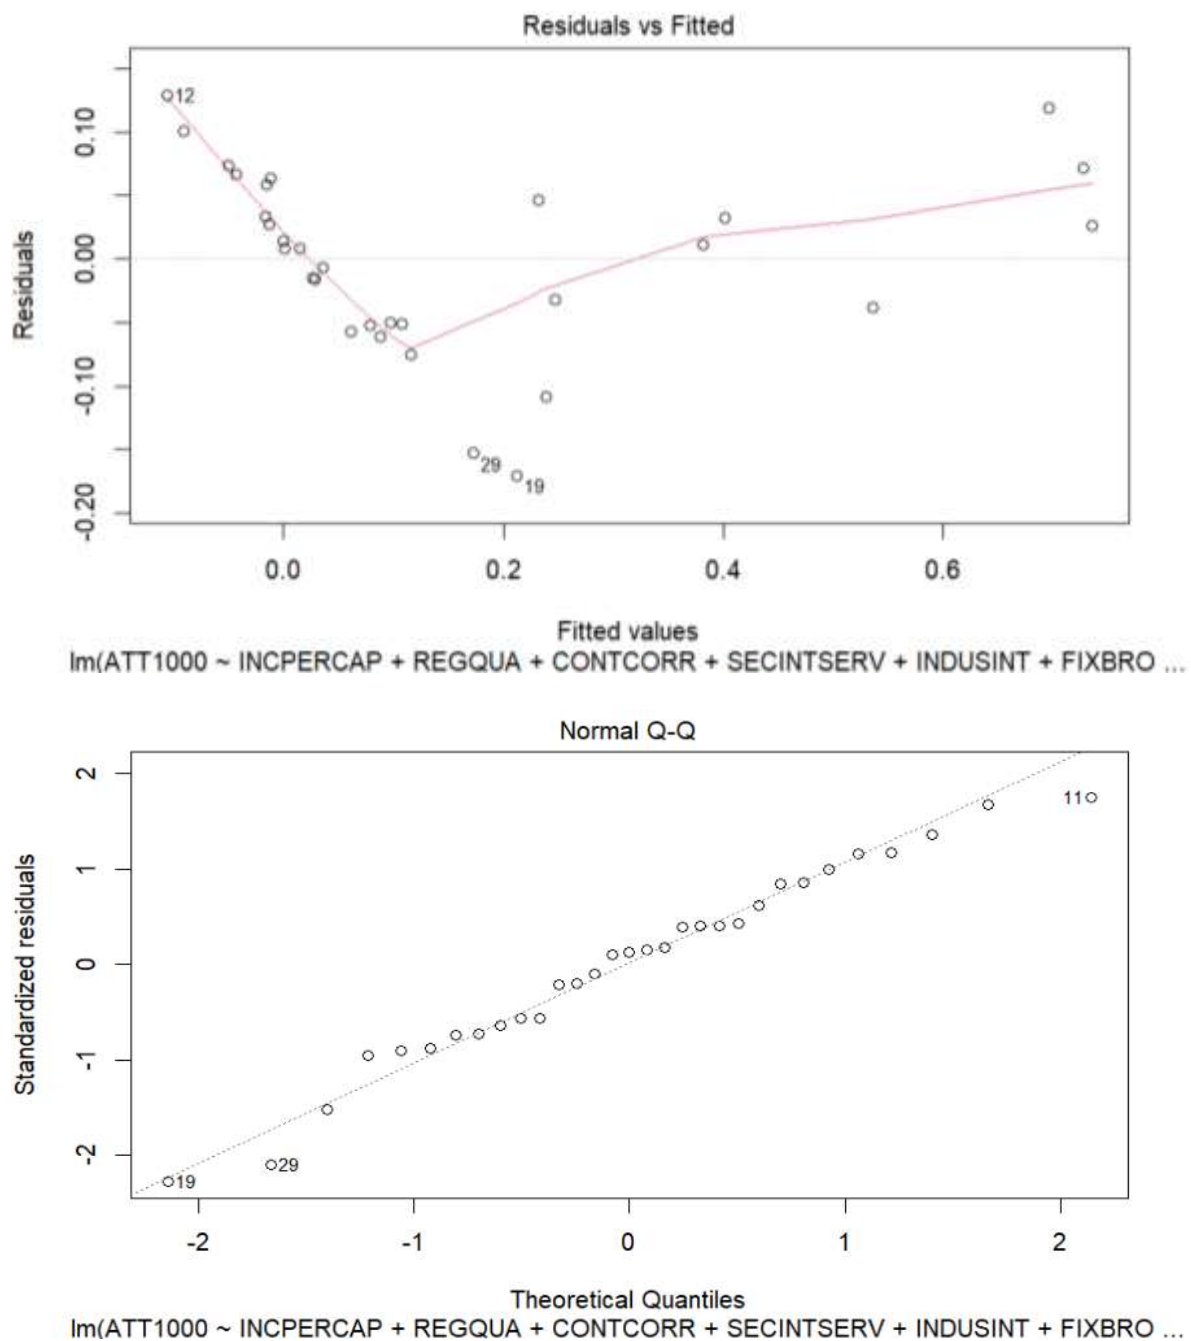 Residuals vs Fitted
Residuals
0.10
0.00
-0.10
-0.20
12
29
19
0.0 0.2 0.4 0.6
Fitted values
lm(ATT1000 ~ INCPERCAP + REGQUA + CONTCORR + SECINTSERV + INDUSINT + FIXBRO ...
Normal Q-Q
Standardized residuals
2
1
0
-1
-2
11
29
19
-2 -1 0 1 2
Theoretical Quantiles
lm(ATT1000 ~ INCPERCAP + REGQUA + CONTCORR + SECINTSERV + INDUSINT + FIXBRO ...